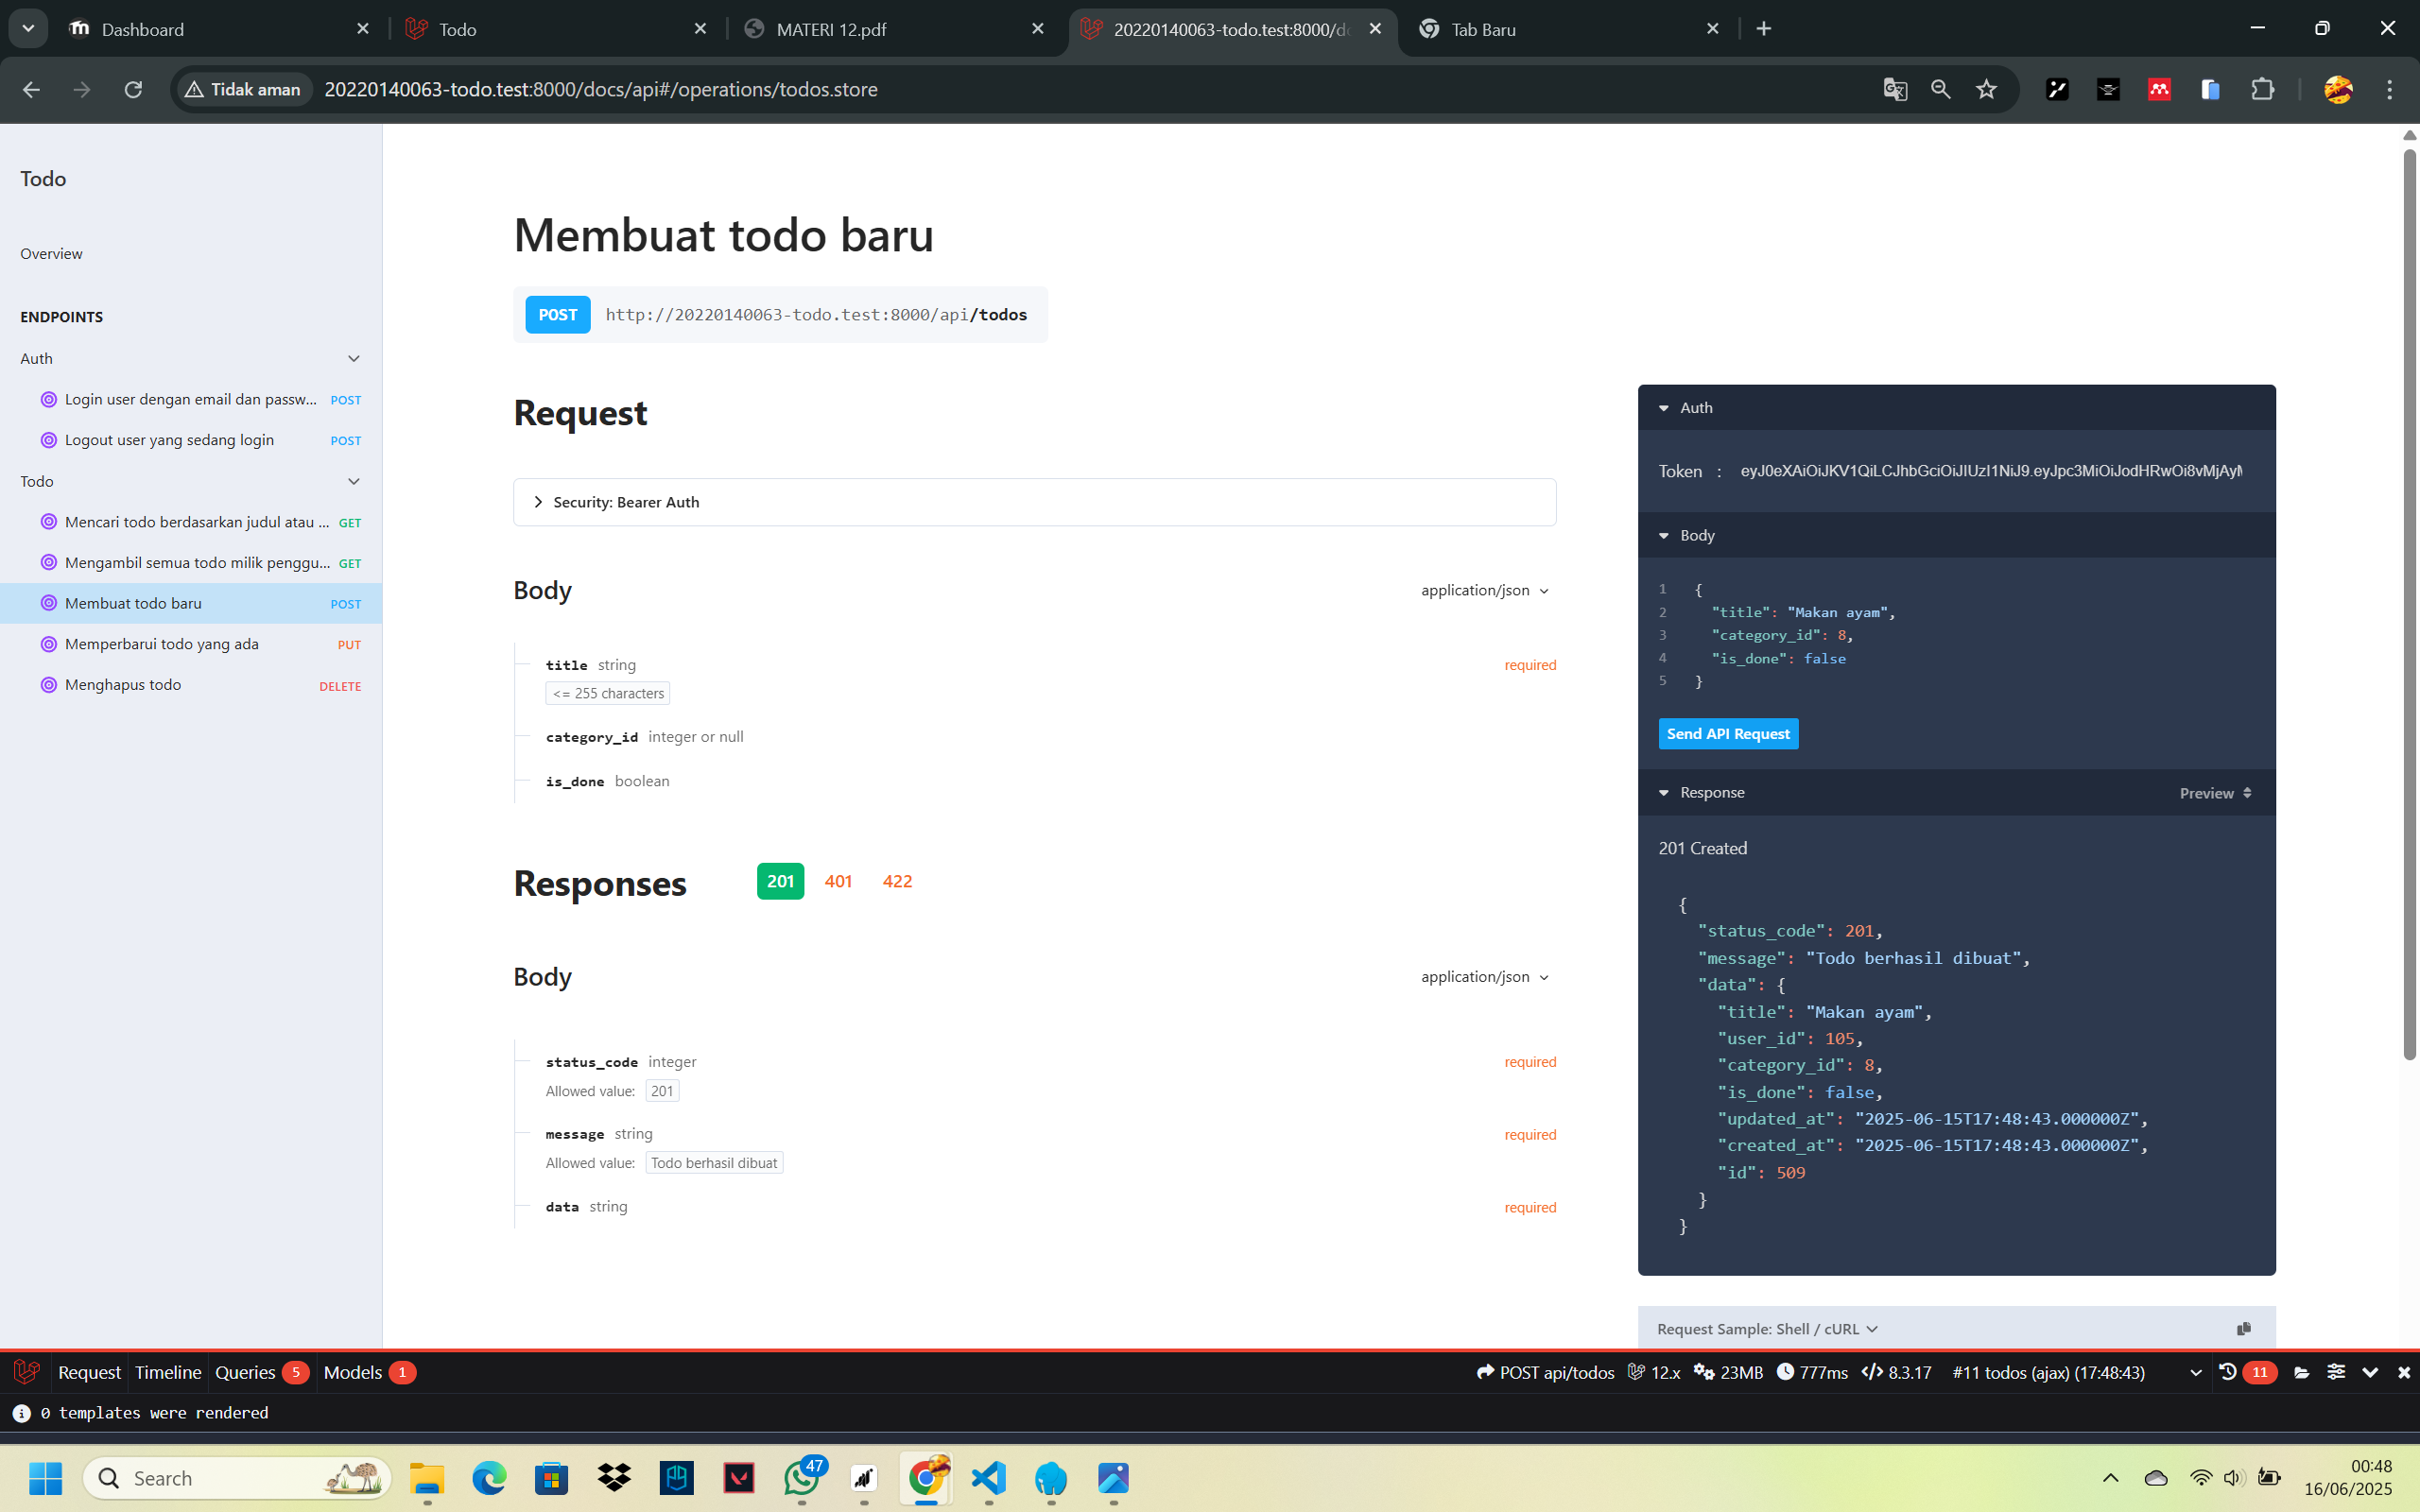 Dashboard
Todo
MATERI 12.pdf
20220140063-todo.test:8000/do
Tab Baru
Tidak aman
20220140063-todo.test:8000/docs/api#/operations/todos.store
Todo
Overview
ENDPOINTS
Auth
Login user dengan email dan passw... POST
Logout user yang sedang login POST
Todo
Mencari todo berdasarkan judul atau ... GET
Mengambil semua todo milik penggu... GET
Membuat todo baru POST
Memperbarui todo yang ada PUT
Menghapus todo DELETE
Membuat todo baru
POST http://20220140063-todo.test:8000/api/todos
Request
Security: Bearer Auth
Body application/json
title string required
<= 255 characters
category_id integer or null
is_done boolean
Responses 201 401 422
Body application/json
status_code integer required
Allowed value: 201
message string required
Allowed value: Todo berhasil dibuat
data string required
Auth
Token : eyJ0eXAiOiJKV1QiLCJhbGciOiJIUzI1NiJ9.eyJpc3MiOiJodHRwOi8vMjAyM
Body
1 {
2 "title": "Makan ayam",
3 "category_id": 8,
4 "is_done": false
5 }
Send API Request
Response Preview
201 Created
{
"status_code": 201,
"message": "Todo berhasil dibuat",
"data": {
"title": "Makan ayam",
"user_id": 105,
"category_id": 8,
"is_done": false,
"updated_at": "2025-06-15T17:48:43.000000Z",
"created_at": "2025-06-15T17:48:43.000000Z",
"id": 509
}
}
Request Sample: Shell / cURL
Request Timeline Queries 5 Models 1 POST api/todos 12.x 23MB 777ms 8.3.17 #11 todos (ajax) (17:48:43) 11
0 templates were rendered
Search
47
00:48
16/06/2025